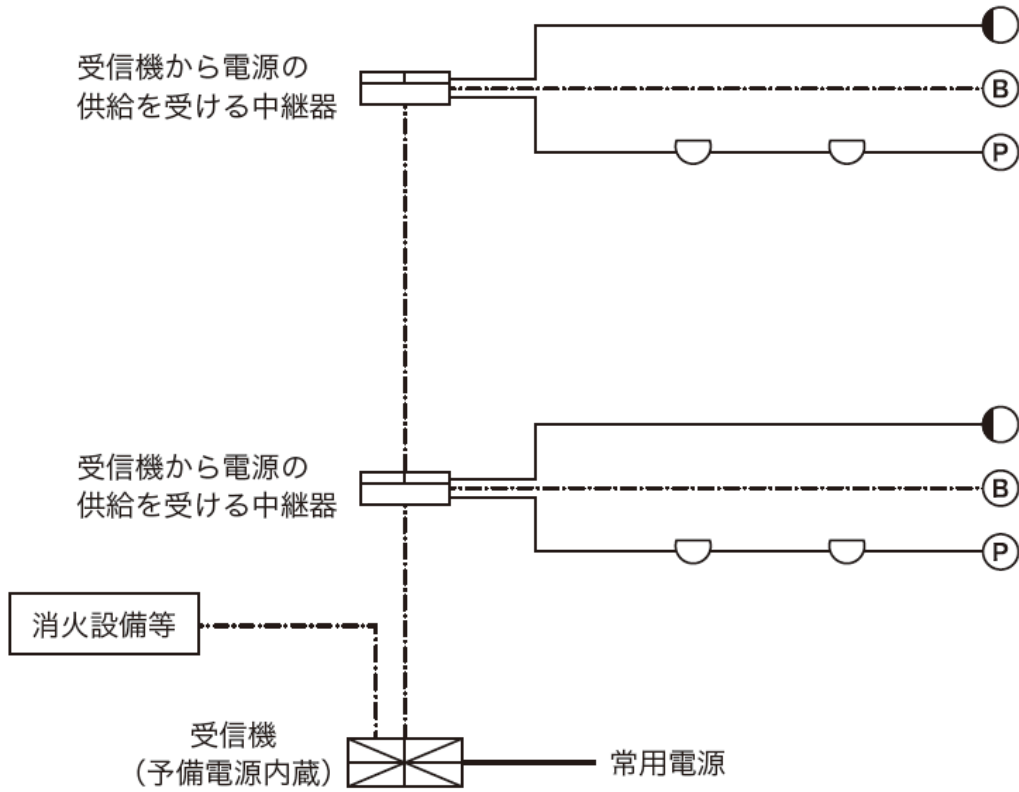 受信機から電源の
供給を受ける中継器
B
P
受信機から電源の
供給を受ける中継器
B
P
消火設備等
受信機
(予備電源内蔵)
常用電源